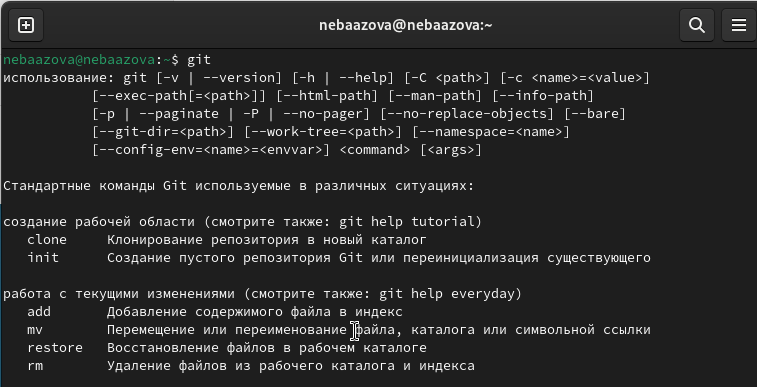 nebaazova@nebaazova:~
nebaazova@nebaazova:~$ git
использование: git [-v | --version] [-h | --help] [-C <path>] [-c <name>=<value>]
[--exec-path[=<path>]] [--html-path] [--man-path] [--info-path]
[-p | --paginate | -P | --no-pager] [--no-replace-objects] [--bare]
[--git-dir=<path>] [--work-tree=<path>] [--namespace=<name>]
[--config-env=<name>=<envvar>] <command> [<args>]
Стандартные команды Git используемые в различных ситуациях:
создание рабочей области (смотрите также: git help tutorial)
clone Клонирование репозитория в новый каталог
init Создание пустого репозитория Git или переинициализация существующего
работа с текущими изменениями (смотрите также: git help everyday)
add Добавление содержимого файла в индекс
mv Перемещение или переименование файла, каталога или символьной ссылки
restore Восстановление файлов в рабочем каталоге
rm Удаление файлов из рабочего каталога и индекса